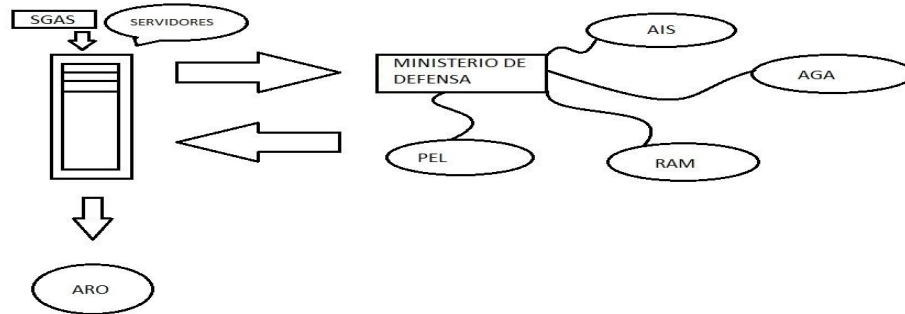 SGAS
SERVIDORES
AIS
MINISTERIO DE
DEFENSA
AGA
PEL
RAM
ARO